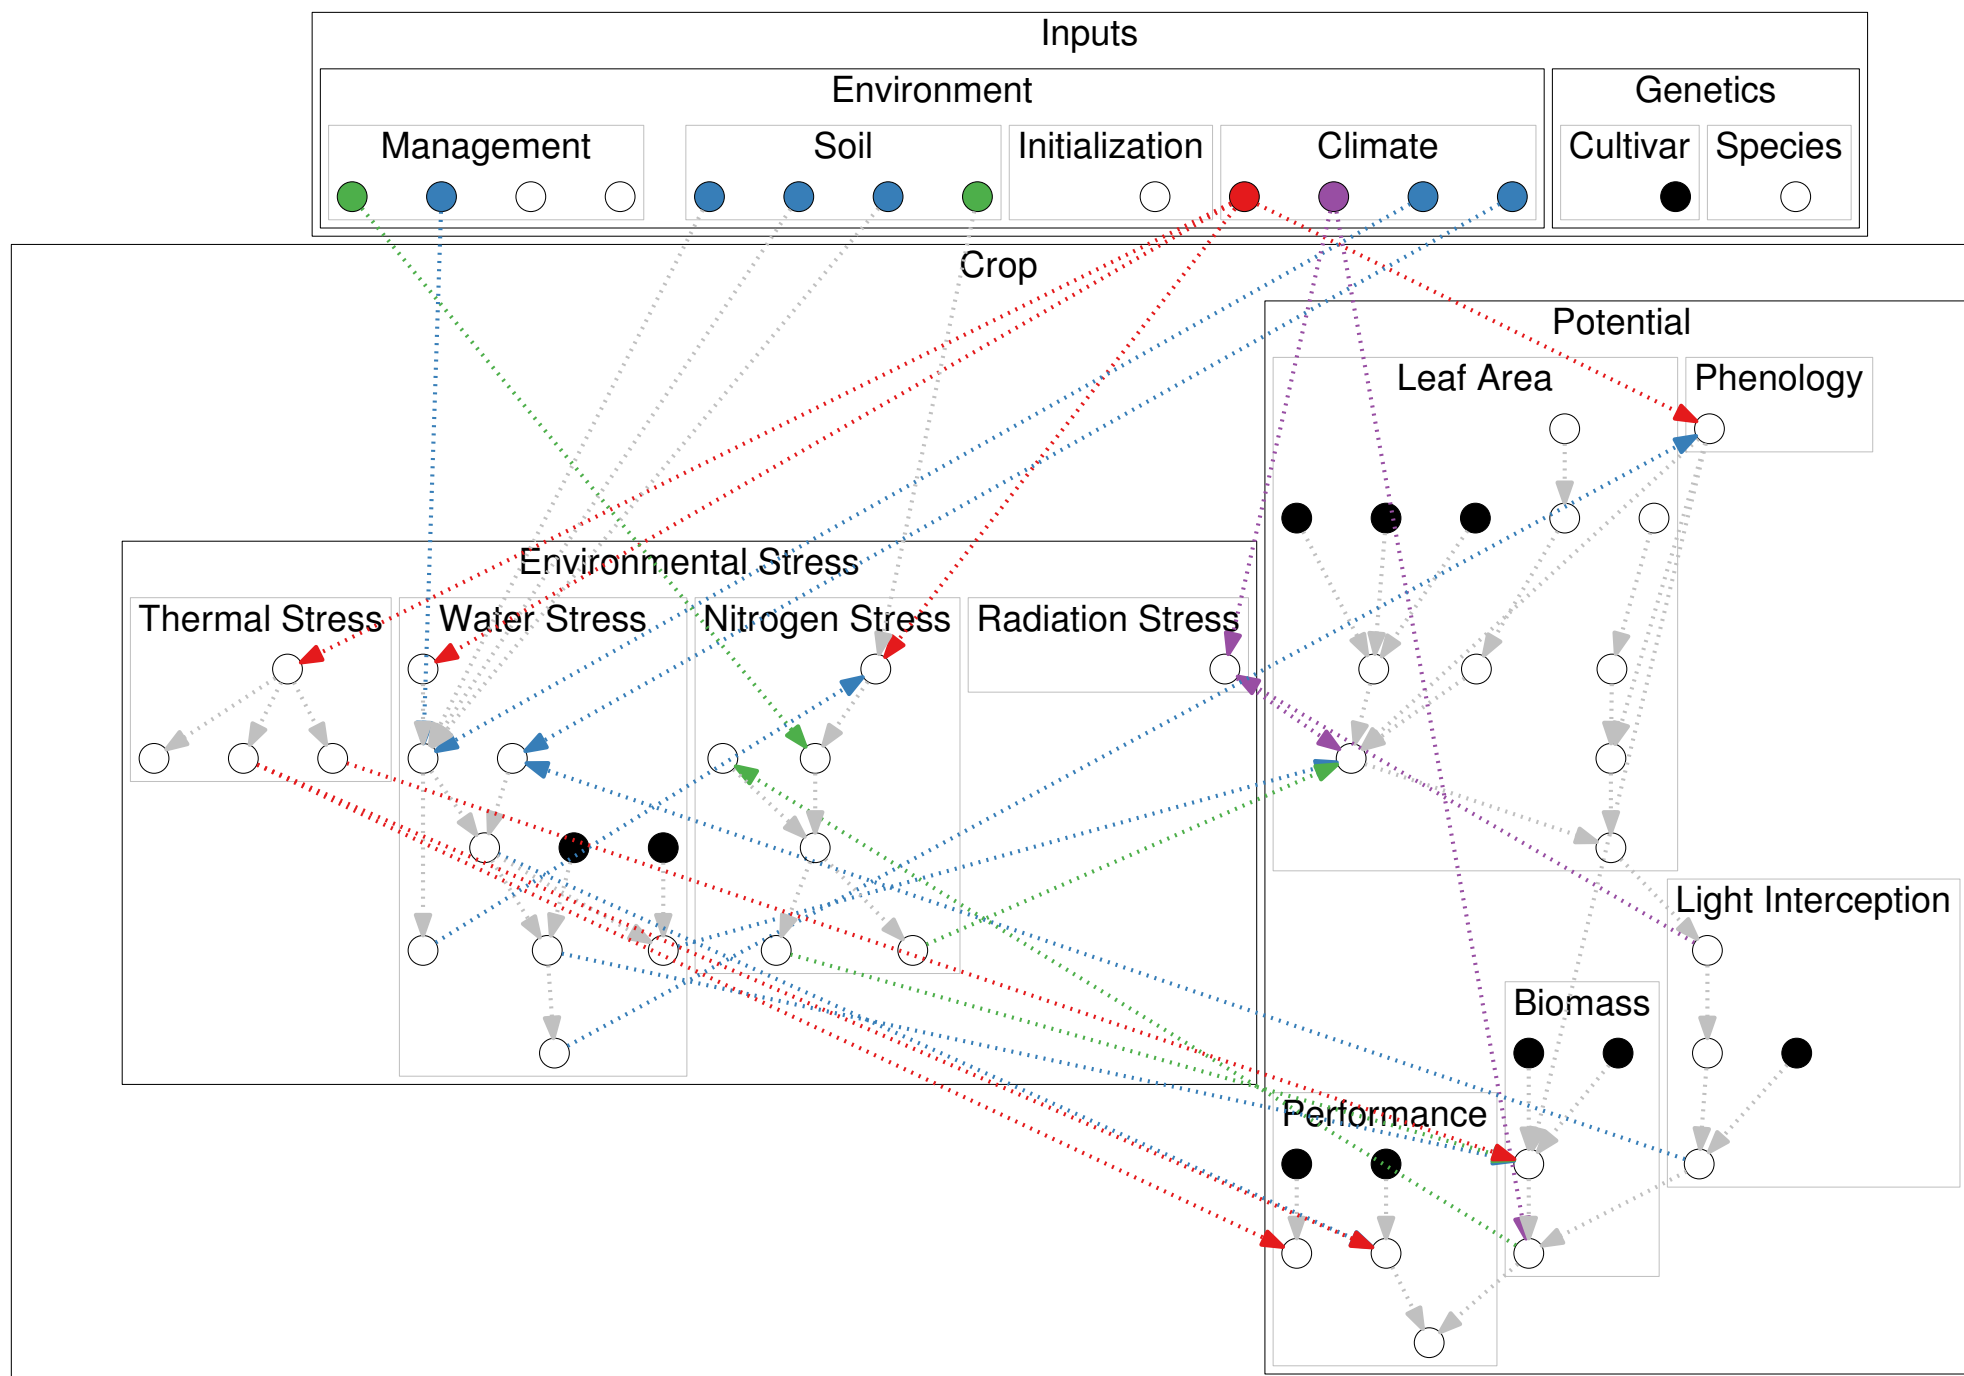 Inputs
Environment
Genetics
Management
Soil
Initialization
Climate
Cultivar
Species
Crop
Potential
Leaf Area
Phenology
Environmental Stress
Thermal Stress
Water Stress
Nitrogen Stress
Radiation Stress
Light Interception
Biomass
Performance